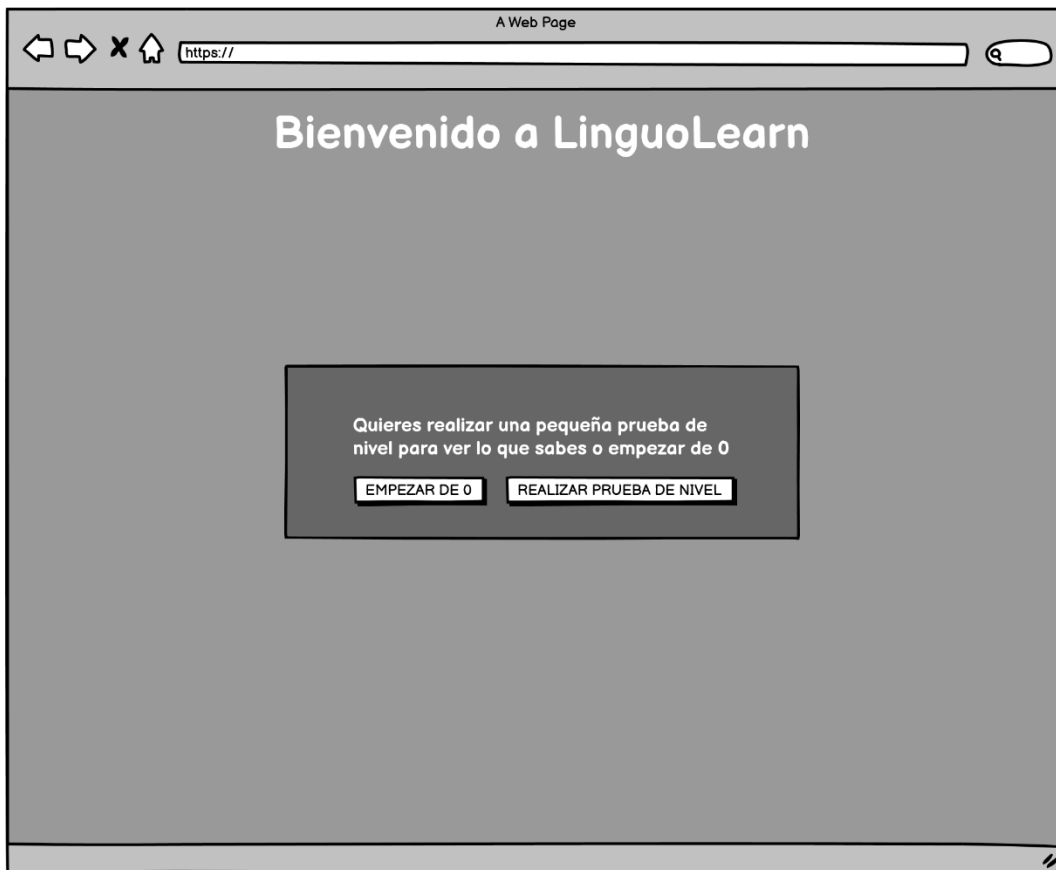 A Web Page
https://
Bienvenido a LinguoLearn
Quieres realizar una pequeña prueba de
nivel para ver lo que sabes o empezar de 0
EMPEZAR DE 0
REALIZAR PRUEBA DE NIVEL